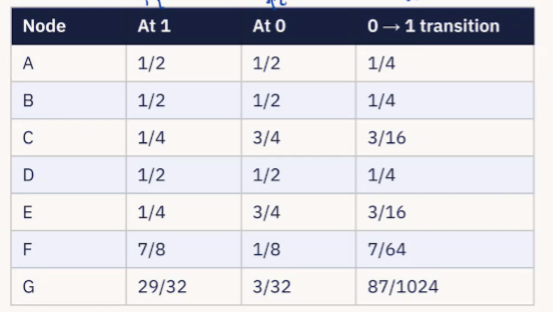 Node At 1 At 0 0 → 1 transition
A 1/2 1/2 1/4
B 1/2 1/2 1/4
C 1/4 3/4 3/16
D 1/2 1/2 1/4
E 1/4 3/4 3/16
F 7/8 1/8 7/64
G 29/32 3/32 87/1024